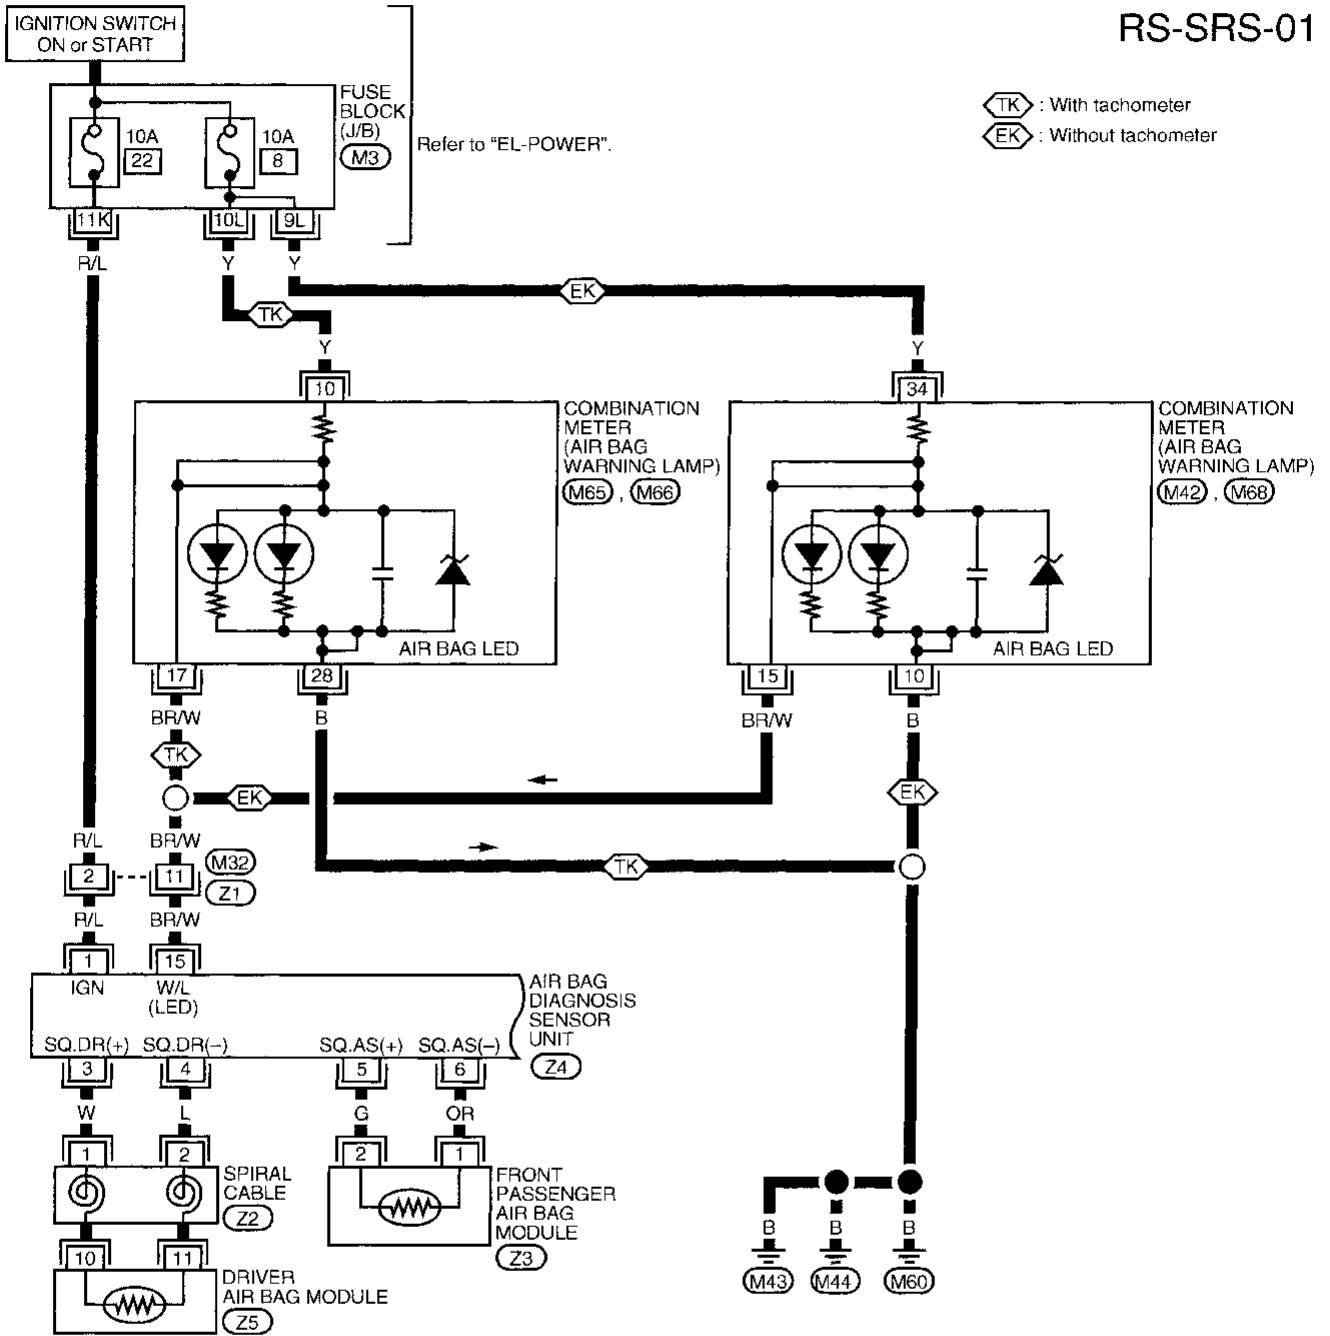 IGNITION SWITCH
ON or START
RS-SRS-01
TK : With tachometer
EK : Without tachometer
FUSE
BLOCK
(J/B)
M3
Refer to "EL-POWER".
10A
22
10A
8
11K
10L
9L
R/L
Y
Y
EK
TK
Y
Y
10
34
COMBINATION
METER
(AIR BAG
WARNING LAMP)
M65 , M66
COMBINATION
METER
(AIR BAG
WARNING LAMP)
M42 , M68
AIR BAG LED
AIR BAG LED
17
28
15
10
BR/W
B
BR/W
B
TK
EK
EK
R/L
BR/W
TK
2
11
M32
Z1
R/L
BR/W
1
15
IGN
W/L
(LED)
AIR BAG
DIAGNOSIS
SENSOR
UNIT
Z4
SQ.DR(+)
SQ.DR(–)
SQ.AS(+)
SQ.AS(–)
3
4
5
6
W
L
G
OR
1
2
2
1
SPIRAL
CABLE
Z2
FRONT
PASSENGER
AIR BAG
MODULE
Z3
10
11
DRIVER
AIR BAG MODULE
Z5
B
B
B
M43
M44
M60